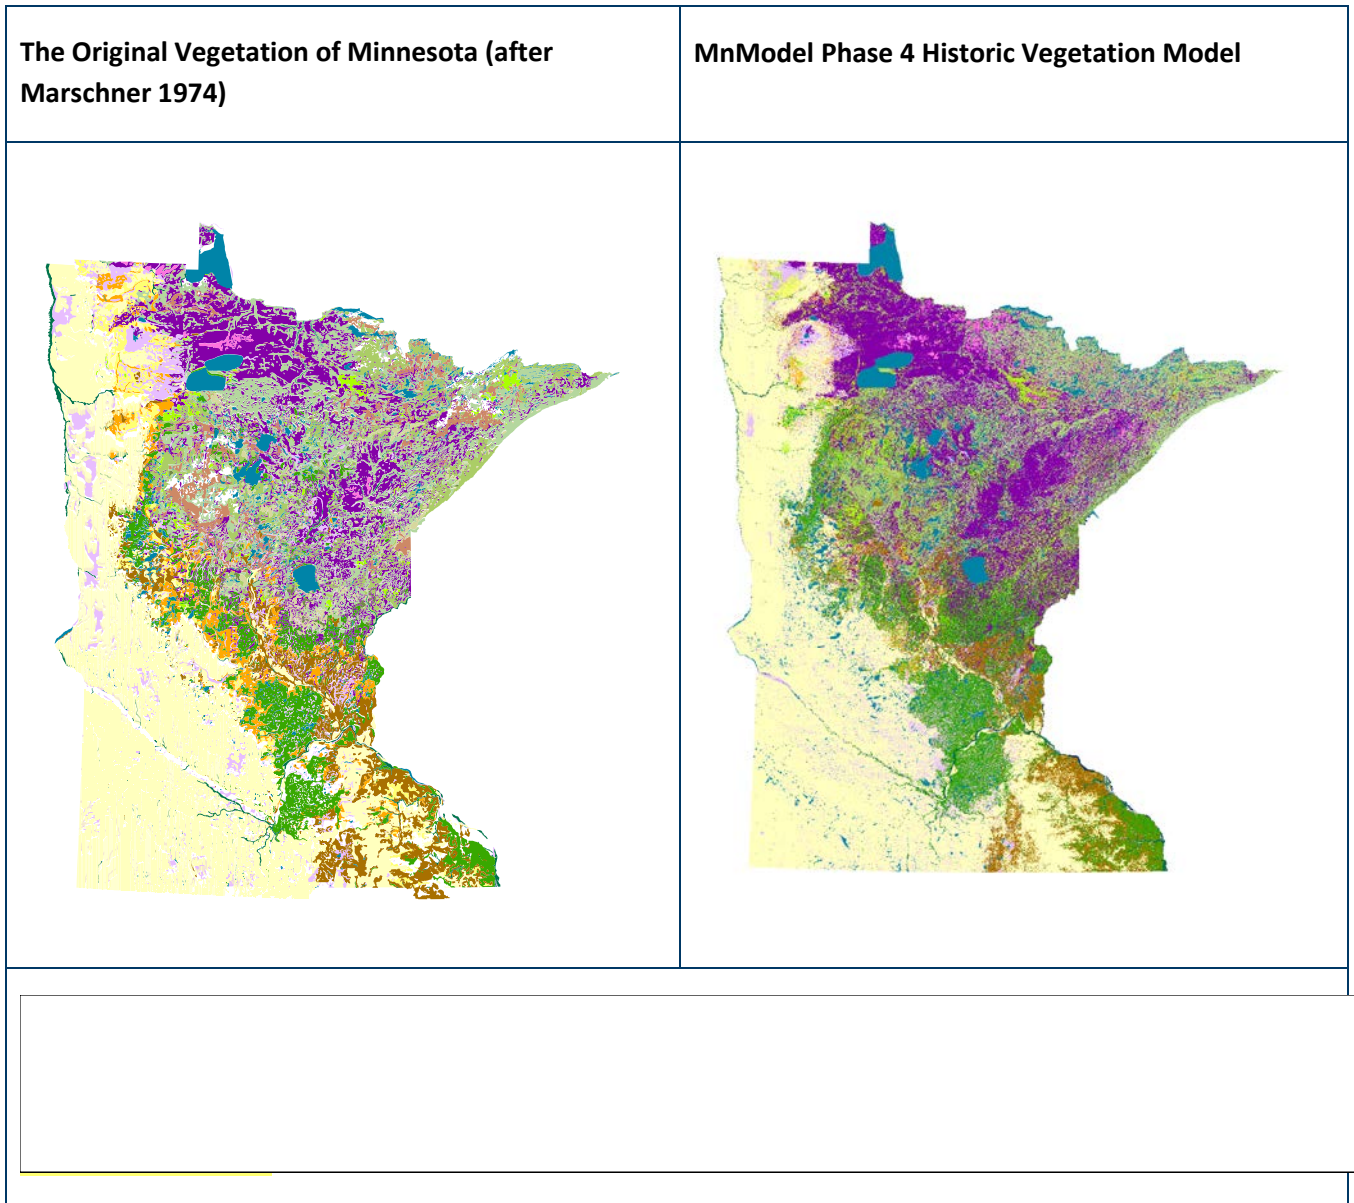 The Original Vegetation of Minnesota (after
Marschner 1974)
MnModel Phase 4 Historic Vegetation Model